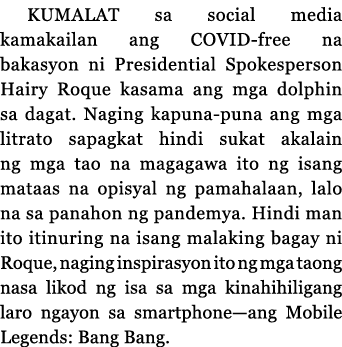 KUMALAT sa social media
kamakailan ang COVID-free na
bakasyon ni Presidential Spokesperson
Hairy Roque kasama ang mga dolphin
sa dagat. Naging kapuna-puna ang mga
litrato sapagkat hindi sukat akalain
ng mga tao na magagawa ito ng isang
mataas na opisyal ng pamahalaan, lalo
na sa panahon ng pandemya. Hindi man
ito itinuring na isang malaking bagay ni
Roque, naging inspirasyon ito ng mga taong
nasa likod ng isa sa mga kinahihiligang
laro ngayon sa smartphone—ang Mobile
Legends: Bang Bang.